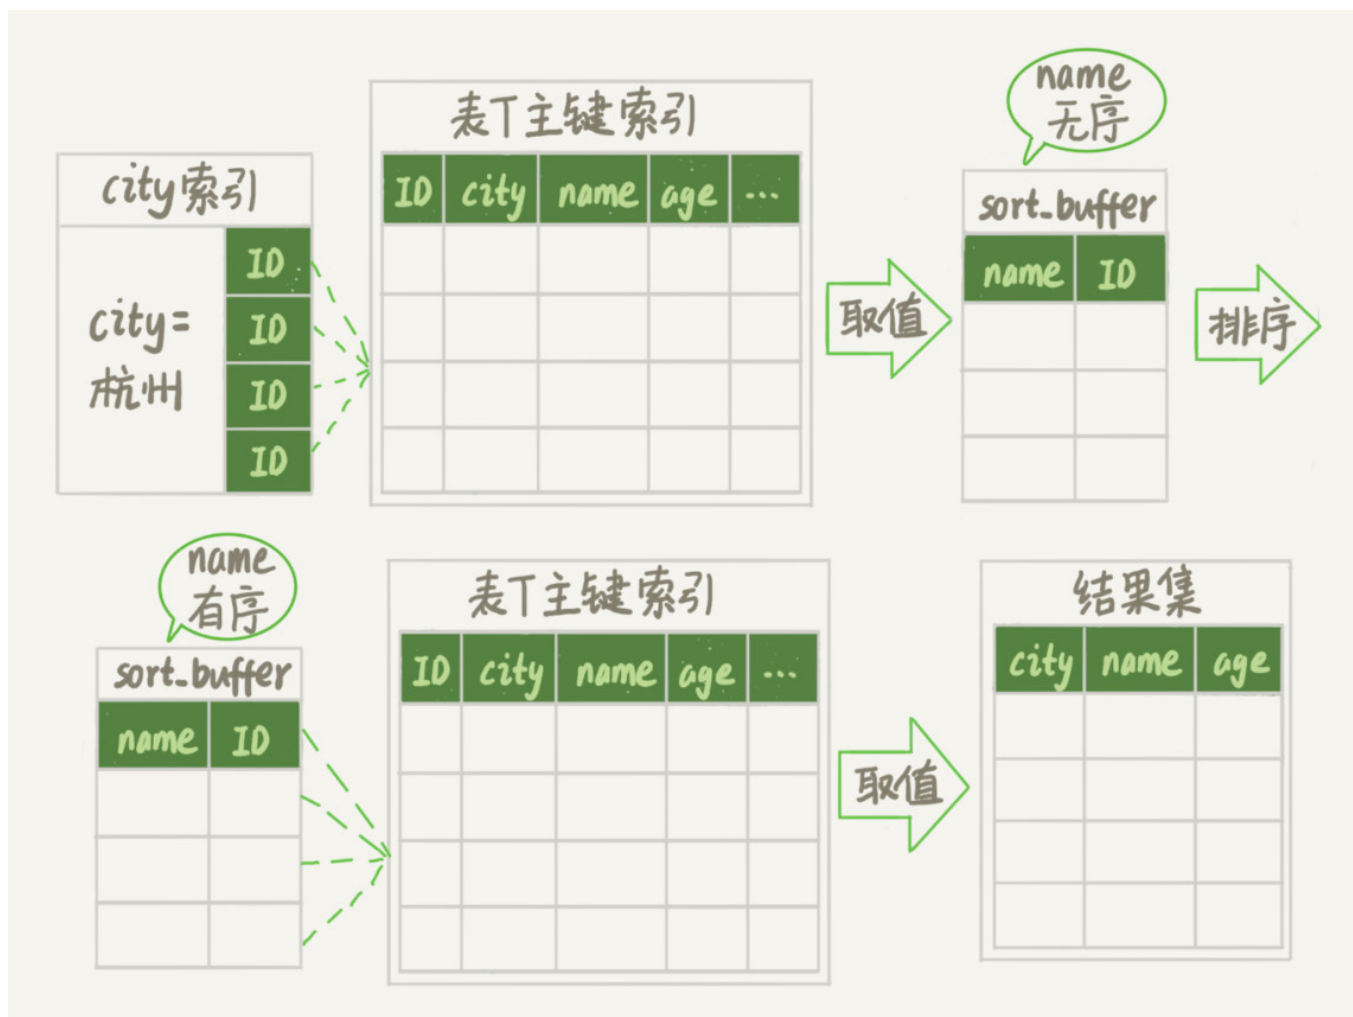 name
无序
表T主键索引
city索引
ID city name age ...
sort_buffer
name ID
city=
杭州
ID
ID
ID
ID
取值
排序
name
有序
sort_buffer
name ID
表T主键索引
ID city name age ...
取值
结果集
city name age